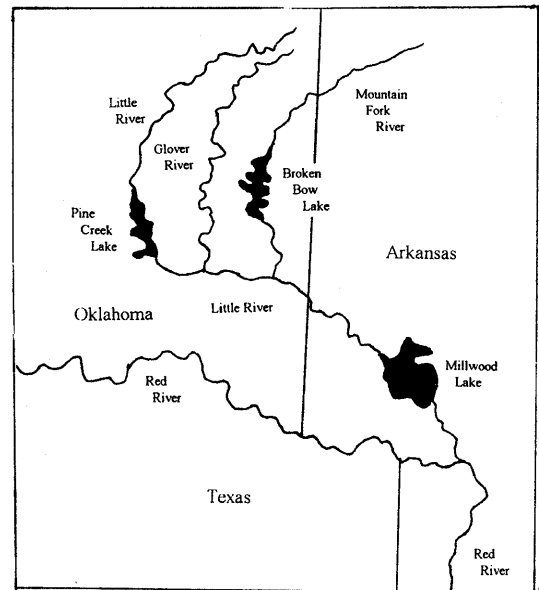 Little
River
Mountain
Fork
River
Glover
River
Broken
Bow
Lake
Pine
Creek
Lake
Arkansas
Oklahoma
Little River
Millwood
Lake
Red
River
Texas
Red
River